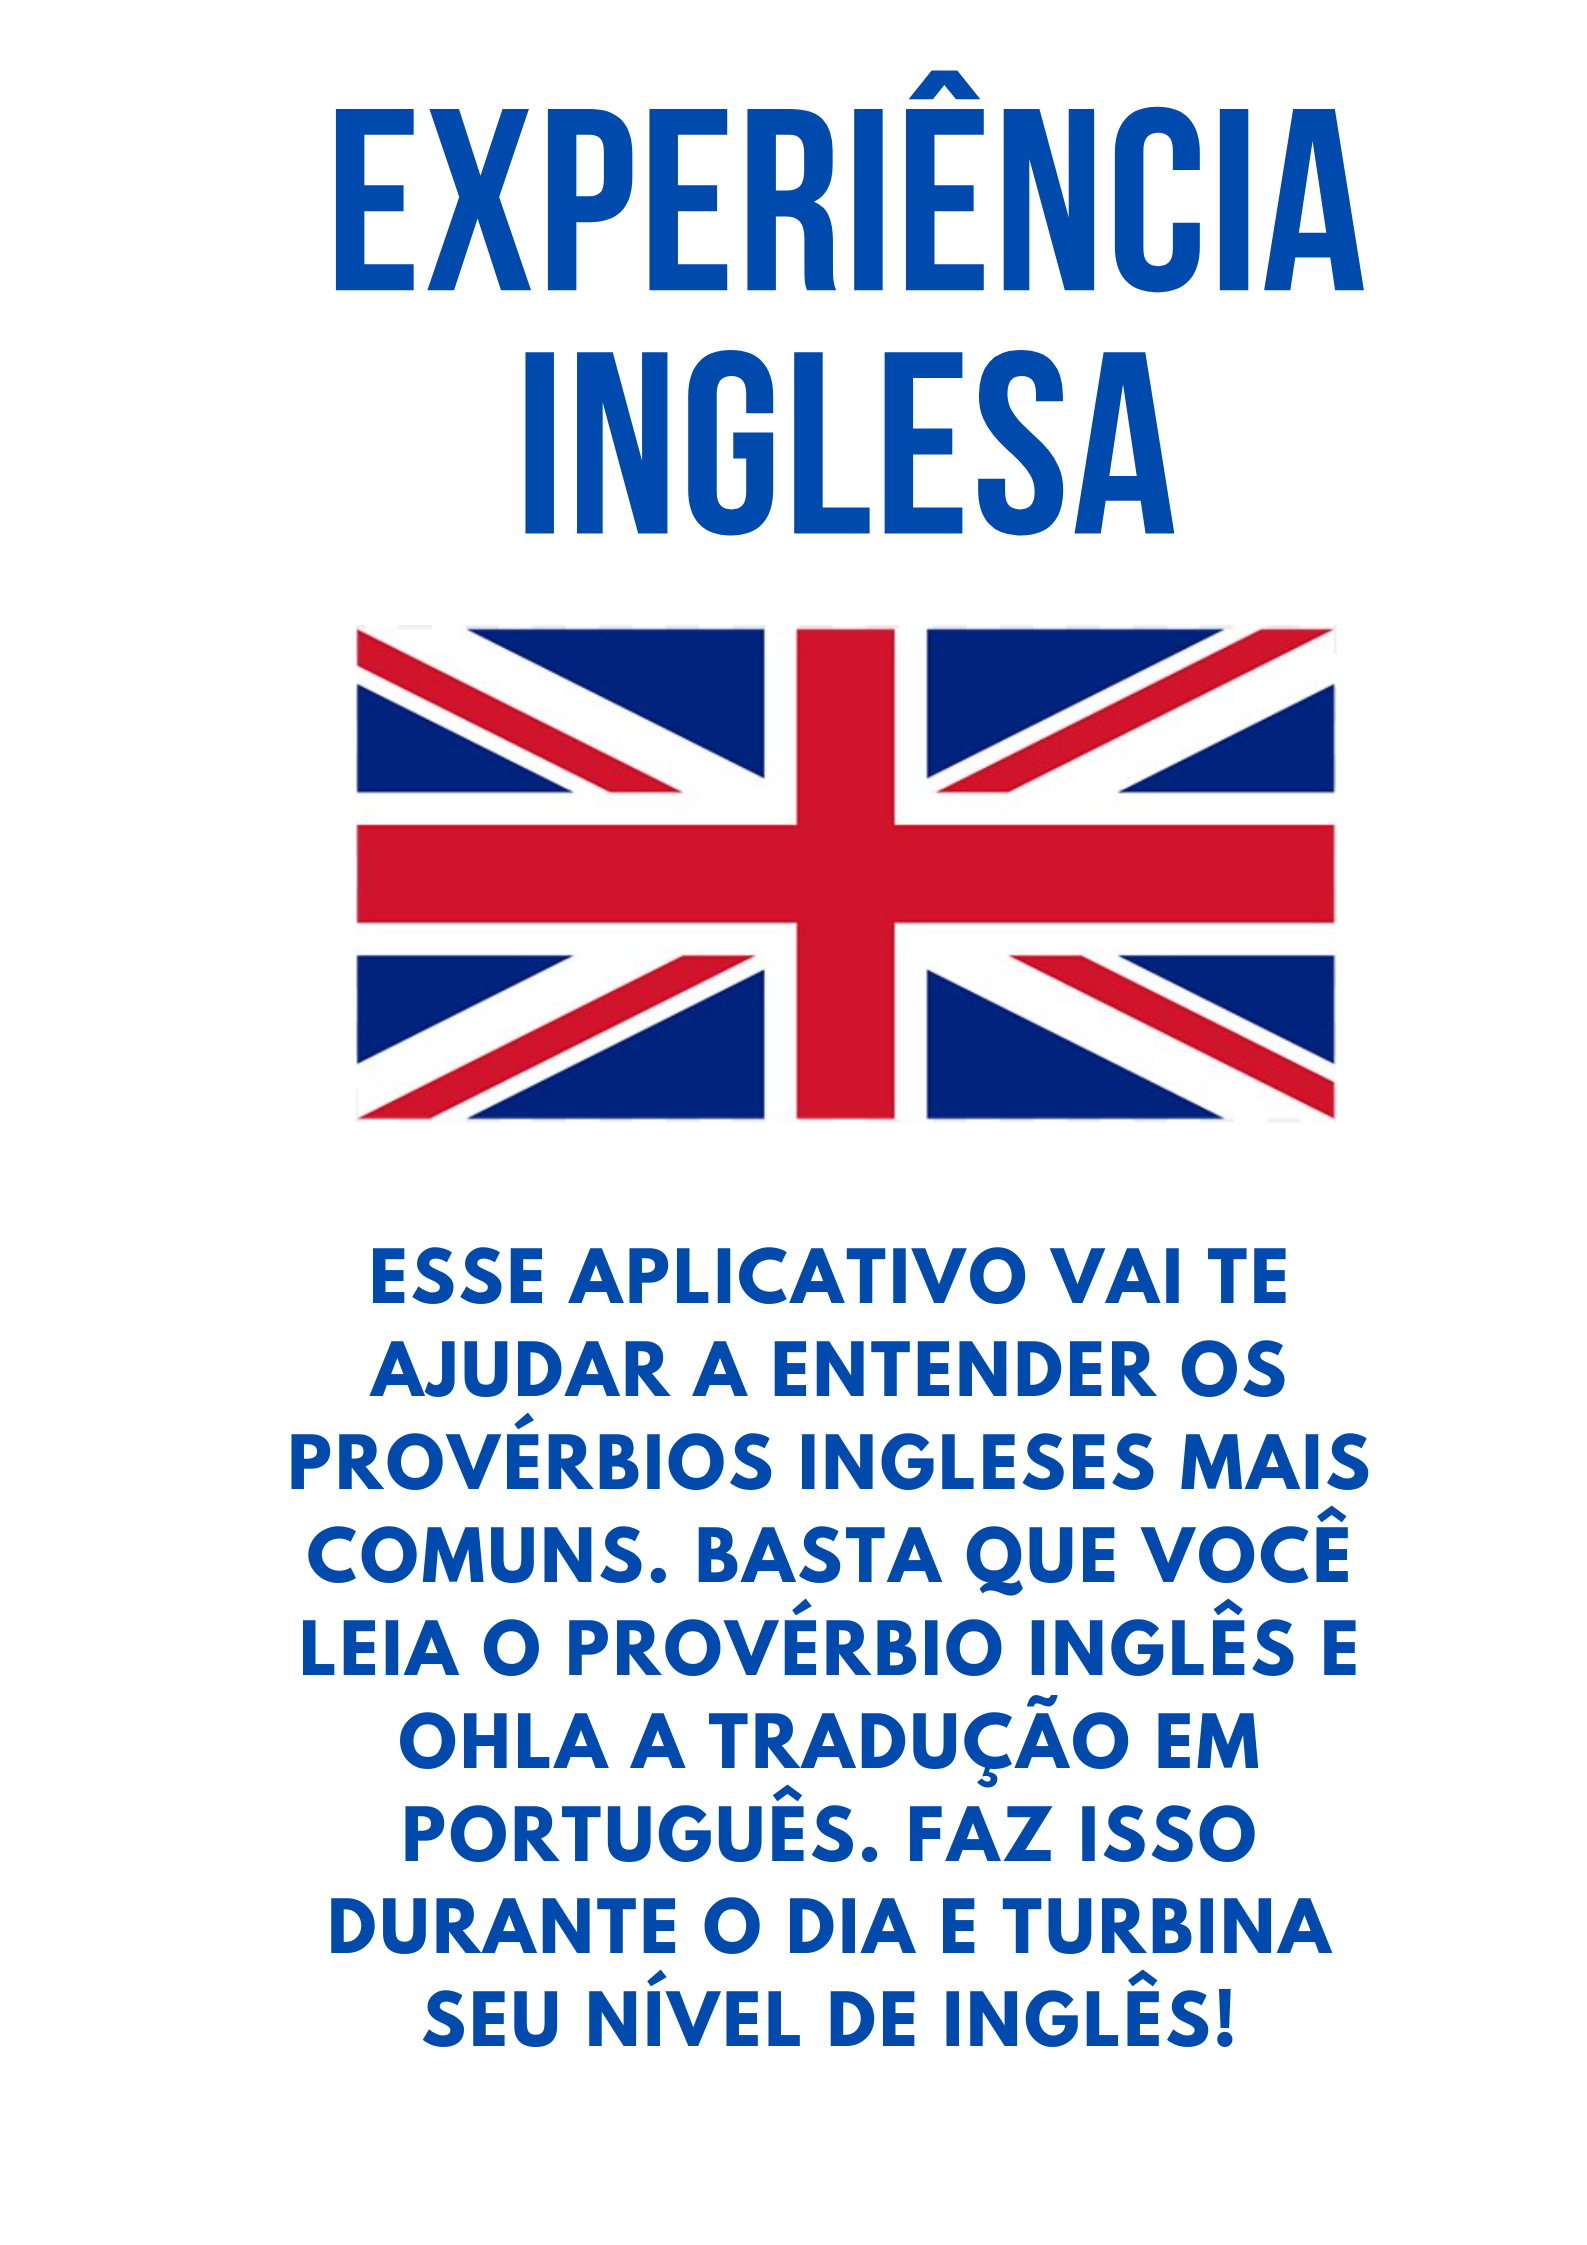 EXPERIÊNCIA
INGLESA
ESSE APLICATIVO VAI TE
AJUDAR A ENTENDER OS
PROVÉRBIOS INGLESES MAIS
COMUNS. BASTA QUE VOCÊ
LEIA O PROVÉRBIO INGLÊS E
OHLA A TRADUÇÃO EM
PORTUGUÊS. FAZ ISSO
DURANTE O DIA E TURBINA
SEU NÍVEL DE INGLÊS!